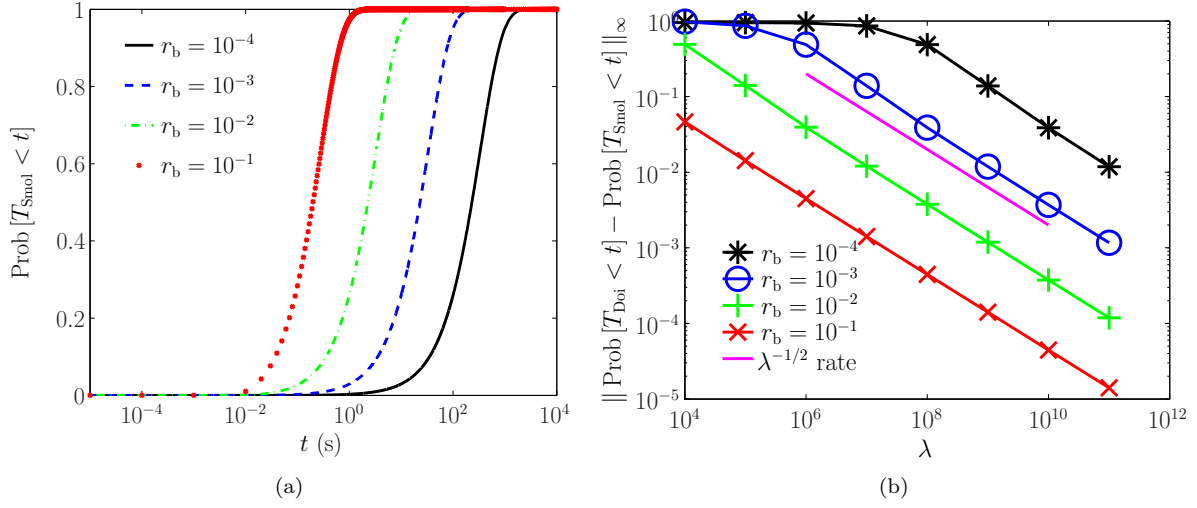 Prob [T_Smol < t]
1
0.8
0.6
0.4
0.2
0
r_b = 10^−4
r_b = 10^−3
r_b = 10^−2
r_b = 10^−1
10^−4 10^−2 10^0 10^2 10^4
t (s)
(a)
‖ Prob [T_Doi < t] − Prob [T_Smol < t] ‖_∞
10^0
10^−1
10^−2
10^−3
10^−4
10^−5
r_b = 10^−4
r_b = 10^−3
r_b = 10^−2
r_b = 10^−1
λ^−1/2 rate
10^4 10^6 10^8 10^10 10^12
λ
(b)